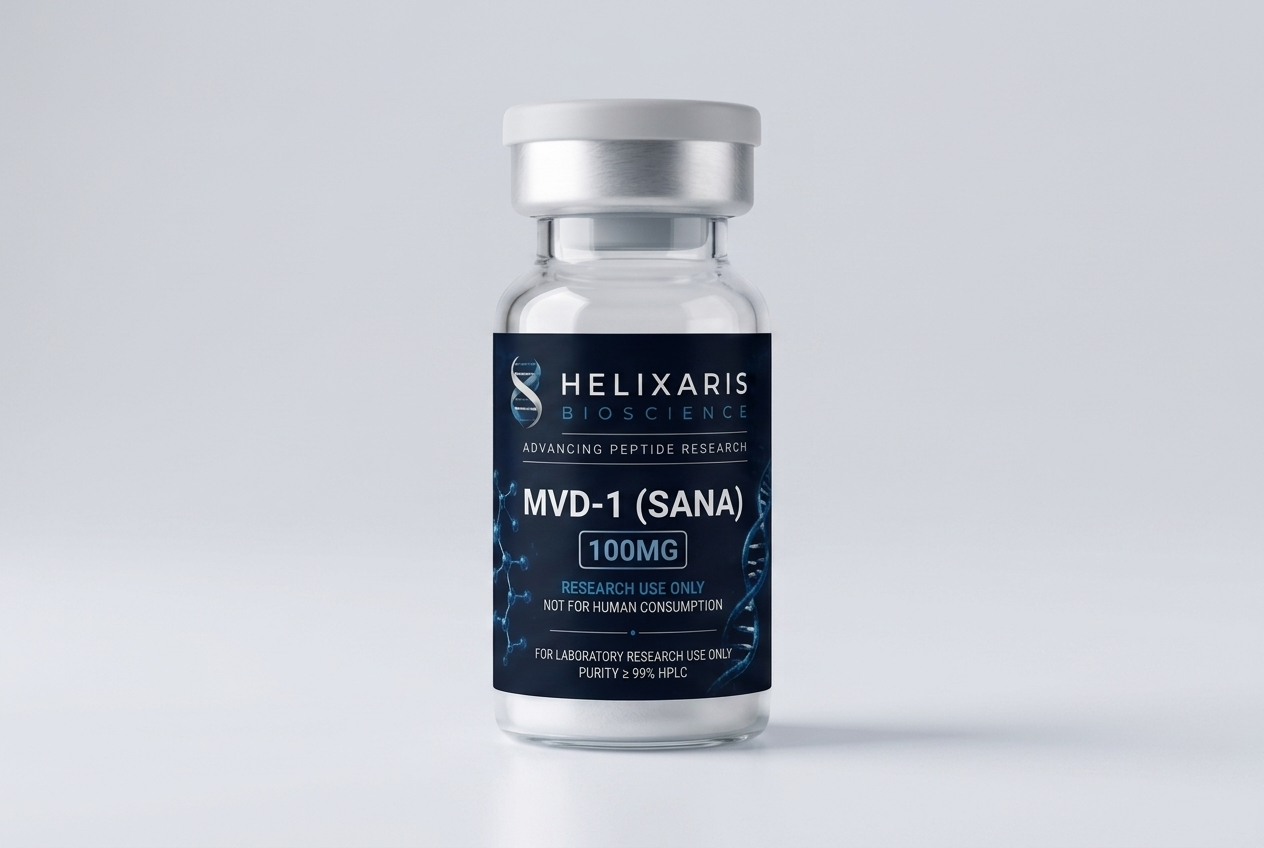 HELIXARIS
BIOSCIENCE
ADVANCING PEPTIDE RESEARCH
MVD-1 (SANA)
100MG
RESEARCH USE ONLY
NOT FOR HUMAN CONSUMPTION
FOR LABORATORY RESEARCH USE ONLY
PURITY ≥ 99% HPLC